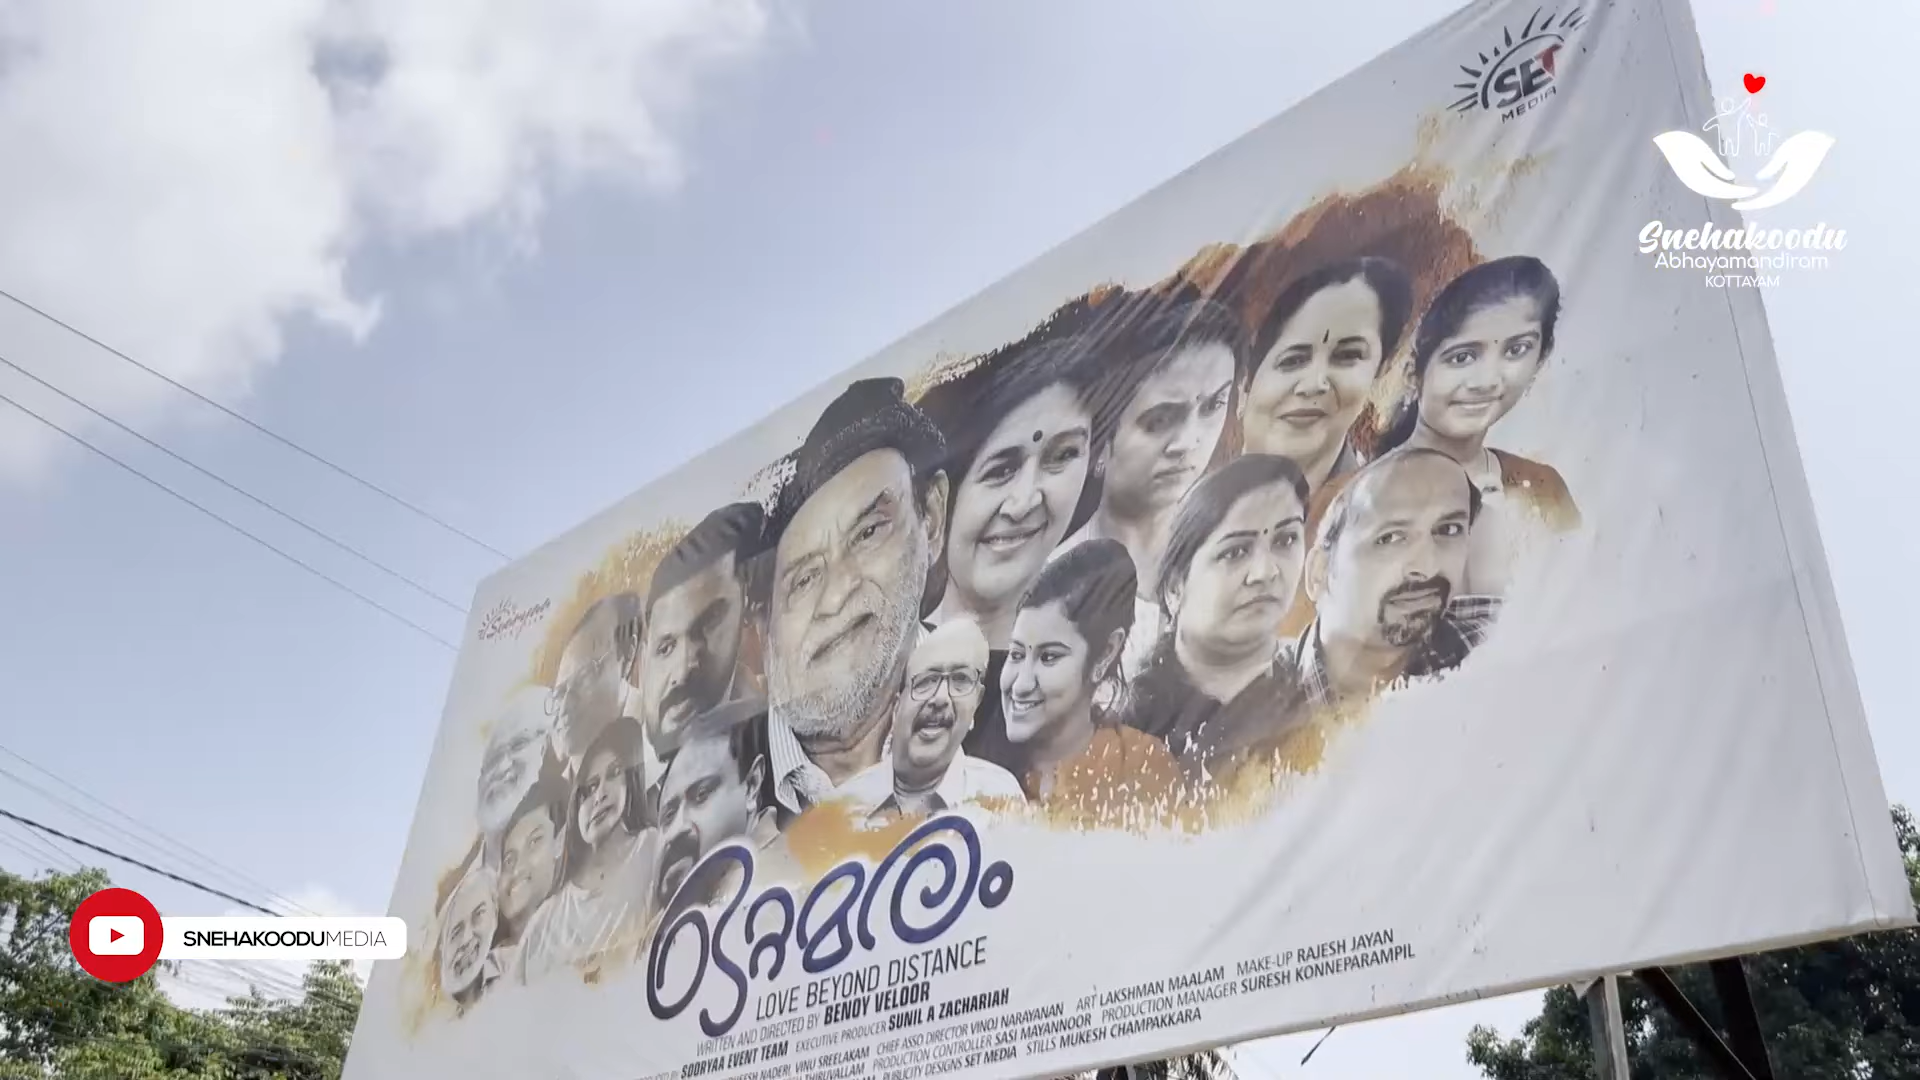 SET
MEDIA
Snehakoodu
Abhayamandiram
KOTTAYAM
Sooryaa
ഒറ്റമരം
LOVE BEYOND DISTANCE
WRITTEN AND DIRECTED BY BENOY VELOOR
SOORYAA EVENT TEAM EXECUTIVE PRODUCER SUNIL A ZACHARIAH
VINU SREELAKAM CHIEF ASSO DIRECTOR VINOJ NARAYANAN ART LAKSHMAN MAALAM MAKE-UP RAJESH JAYAN
THIRUVALLAM PRODUCTION CONTROLLER SASI MAYANNOOR PRODUCTION MANAGER SURESH KONNEPARAMPIL
PUBLICITY DESIGNS SET MEDIA STILLS MUKESH CHAMPAKKARA
SNEHAKOODUMEDIA